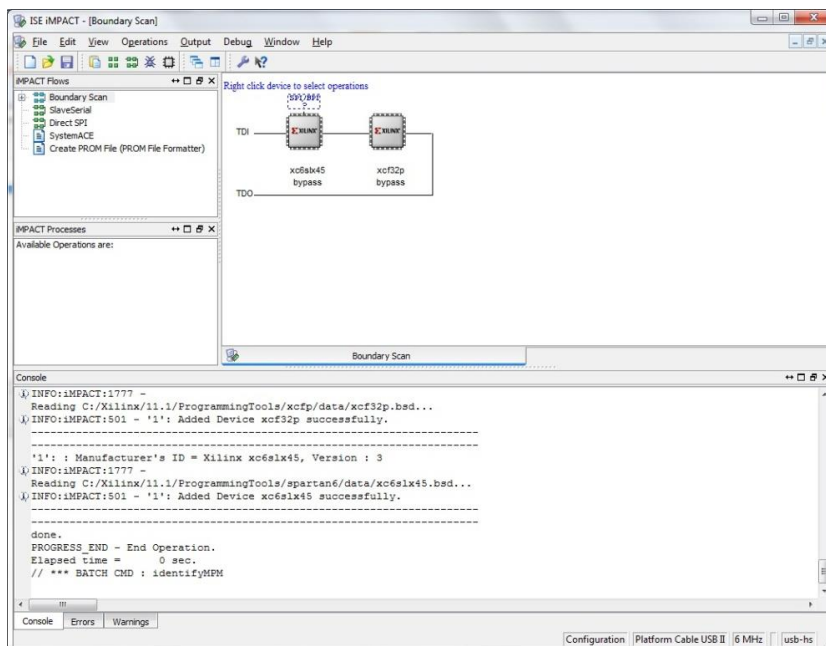 ISE iMPACT - [Boundary Scan]
File Edit View Operations Output Debug Window Help
iMPACT Flows
Boundary Scan
SlaveSerial
Direct SPI
SystemACE
Create PROM File (PROM File Formatter)
Right click device to select operations
SPI/BPI
?
TDI
XILINX XILINX
xc6slx45 xcf32p
bypass bypass
TDO
iMPACT Processes
Available Operations are:
Boundary Scan
Console
INFO:iMPACT:1777 -
Reading C:/Xilinx/11.1/ProgrammingTools/xcfp/data/xcf32p.bsd...
INFO:iMPACT:501 - '1': Added Device xcf32p successfully.
----------------------------------------------------------------------
----------------------------------------------------------------------
'1': : Manufacturer's ID = Xilinx xc6slx45, Version : 3
INFO:iMPACT:1777 -
Reading C:/Xilinx/11.1/ProgrammingTools/spartan6/data/xc6slx45.bsd...
INFO:iMPACT:501 - '1': Added Device xc6slx45 successfully.
----------------------------------------------------------------------
----------------------------------------------------------------------
done.
PROGRESS_END - End Operation.
Elapsed time = 0 sec.
// *** BATCH CMD : identifyMPM
Console Errors Warnings
Configuration Platform Cable USB II 6 MHz usb-hs